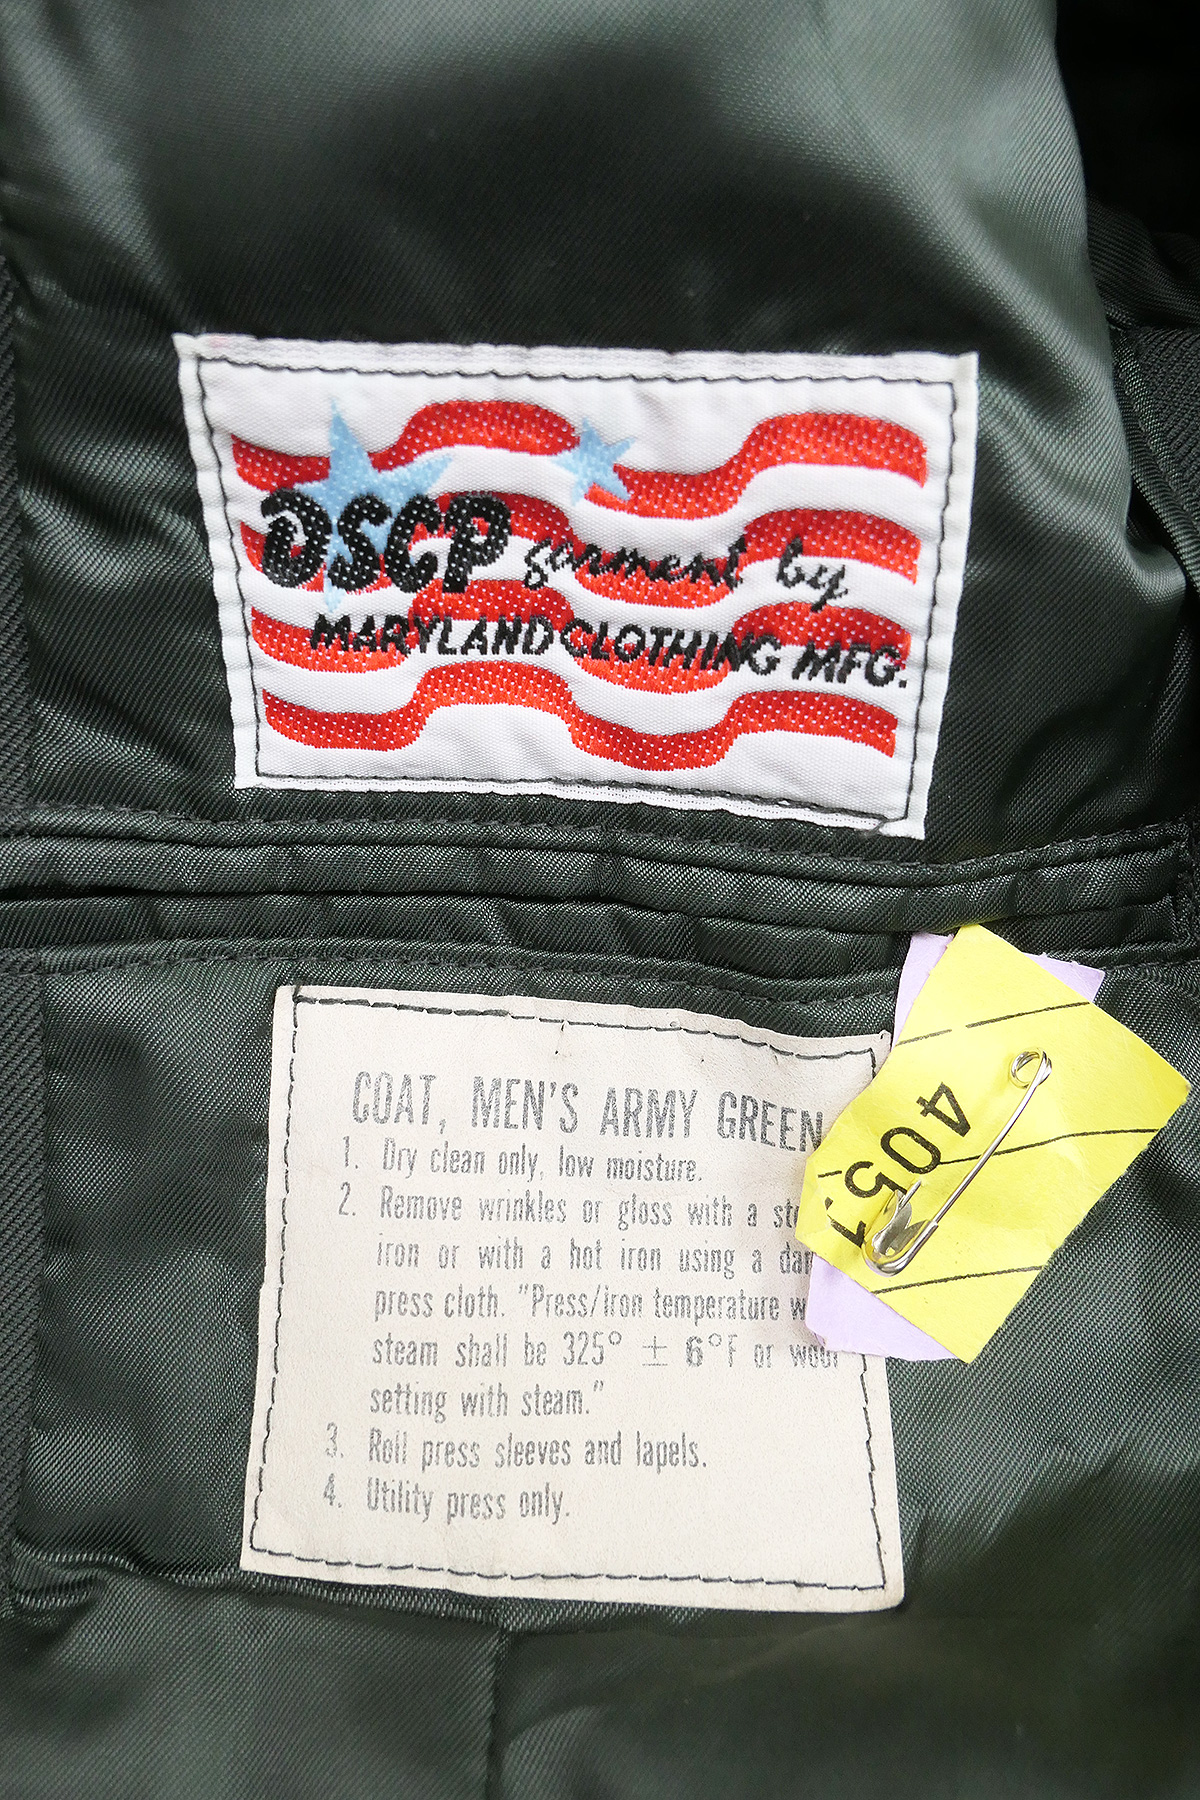 DSCP garment by
MARYLAND CLOTHING MFG.
COAT, MEN'S ARMY GREEN
1. Dry clean only, low moisture.
2. Remove wrinkles or gloss with a
iron or with a hot iron using a
press cloth. "Press/iron temperature
steam shall be 325° ± 6°F or wool
setting with steam."
3. Roll press sleeves and lapels.
4. Utility press only.
4051